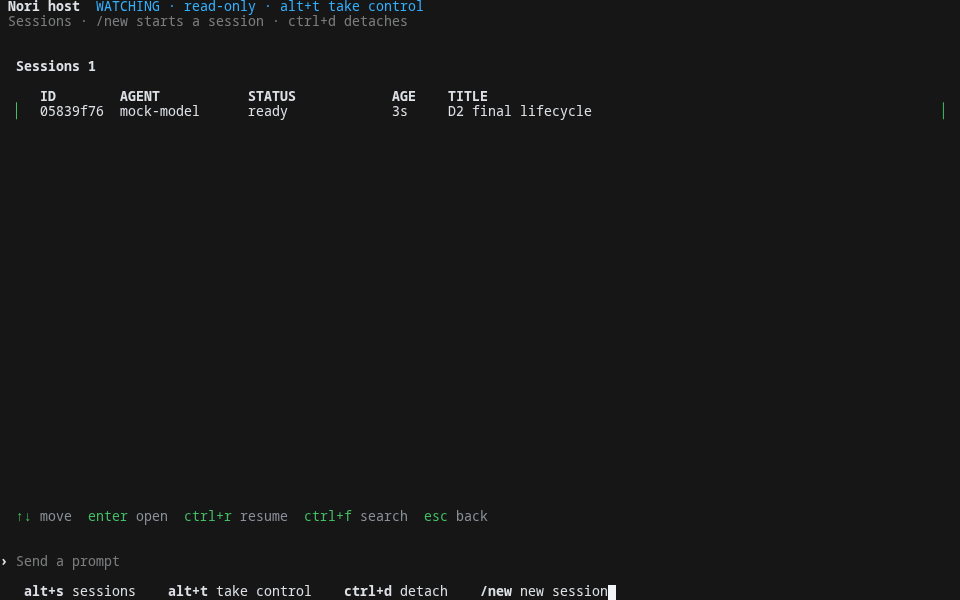 Nori host  WATCHING · read-only · alt+t take control
Sessions · /new starts a session · ctrl+d detaches
Sessions 1
ID  AGENT  STATUS  AGE  TITLE
05839f76  mock-model  ready  3s  D2 final lifecycle
↑↓ move  enter open  ctrl+r resume  ctrl+f search  esc back
› Send a prompt
alt+s sessions  alt+t take control  ctrl+d detach  /new new session